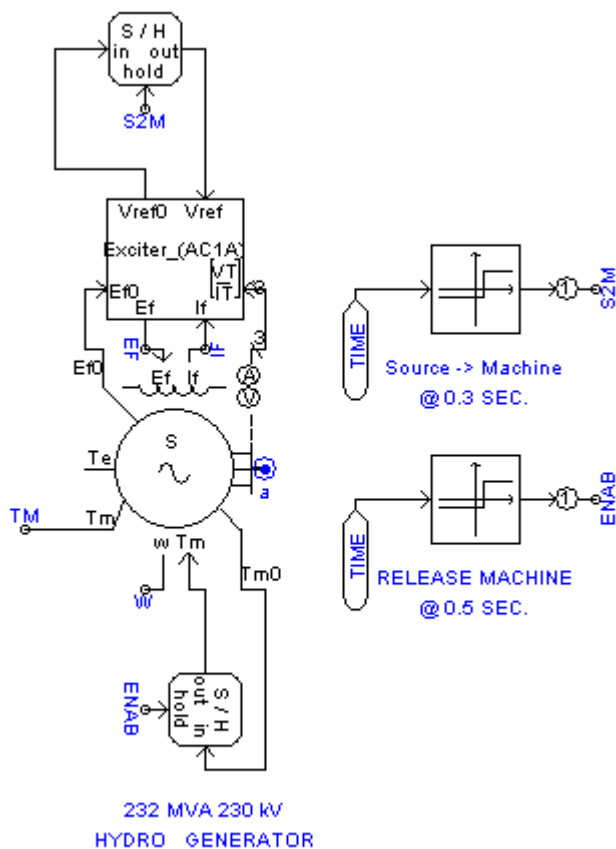 S / H
in out
hold
S2M
Vref0 Vref
Exciter_(AC1A)
VT
IT
3
Ef0
Ef If
EF
IF
3
Ef0
Ef If
A
V
S
Te
a
TM
Tm
w Tm
Tm0
W
ENAB
S / H
out in
hold
232 MVA 230 kV
HYDRO GENERATOR
TIME
1
S2M
Source -> Machine
@ 0.3 SEC.
TIME
1
ENAB
RELEASE MACHINE
@ 0.5 SEC.